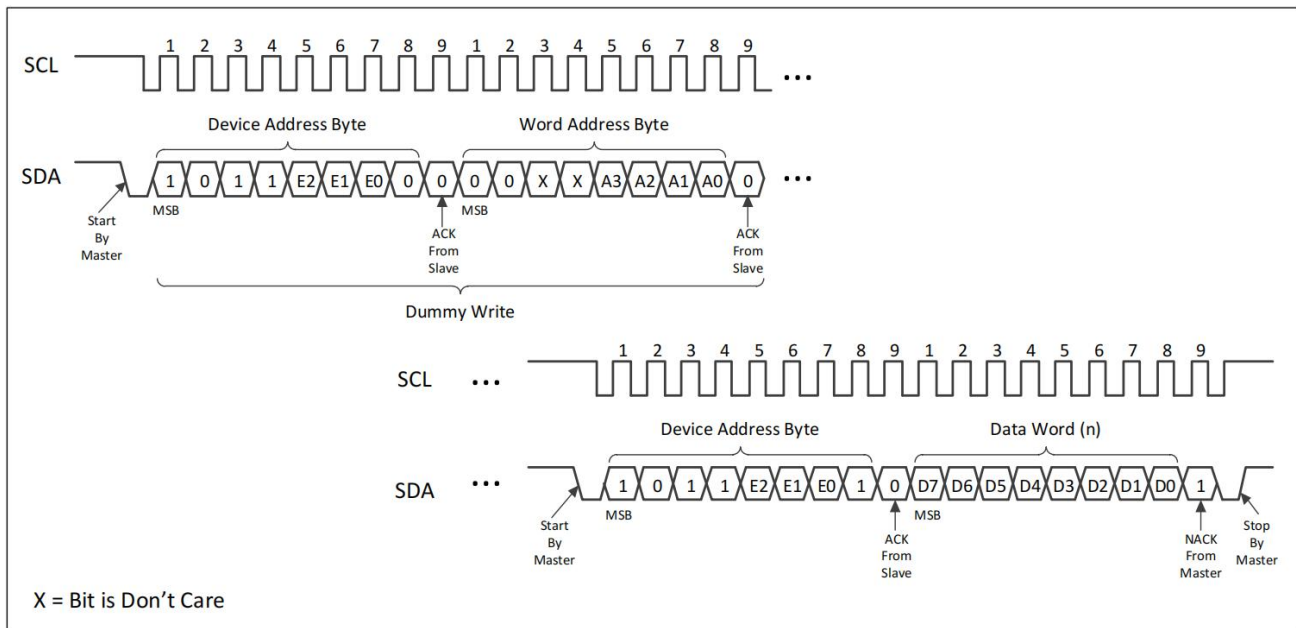 1 2 3 4 5 6 7 8 9 1 2 3 4 5 6 7 8 9
SCL ...
Device Address Byte Word Address Byte
SDA 1 0 1 1 E2 E1 E0 0 0 0 0 X X A3 A2 A1 A0 0 ...
MSB MSB
Start
By
Master
ACK
From
Slave
ACK
From
Slave
Dummy Write
1 2 3 4 5 6 7 8 9 1 2 3 4 5 6 7 8 9
SCL ...
Device Address Byte Data Word (n)
SDA ... 1 0 1 1 E2 E1 E0 1 0 D7 D6 D5 D4 D3 D2 D1 D0 1
MSB MSB
Start
By
Master
ACK
From
Slave
NACK
From
Master
Stop
By
Master
X = Bit is Don’t Care